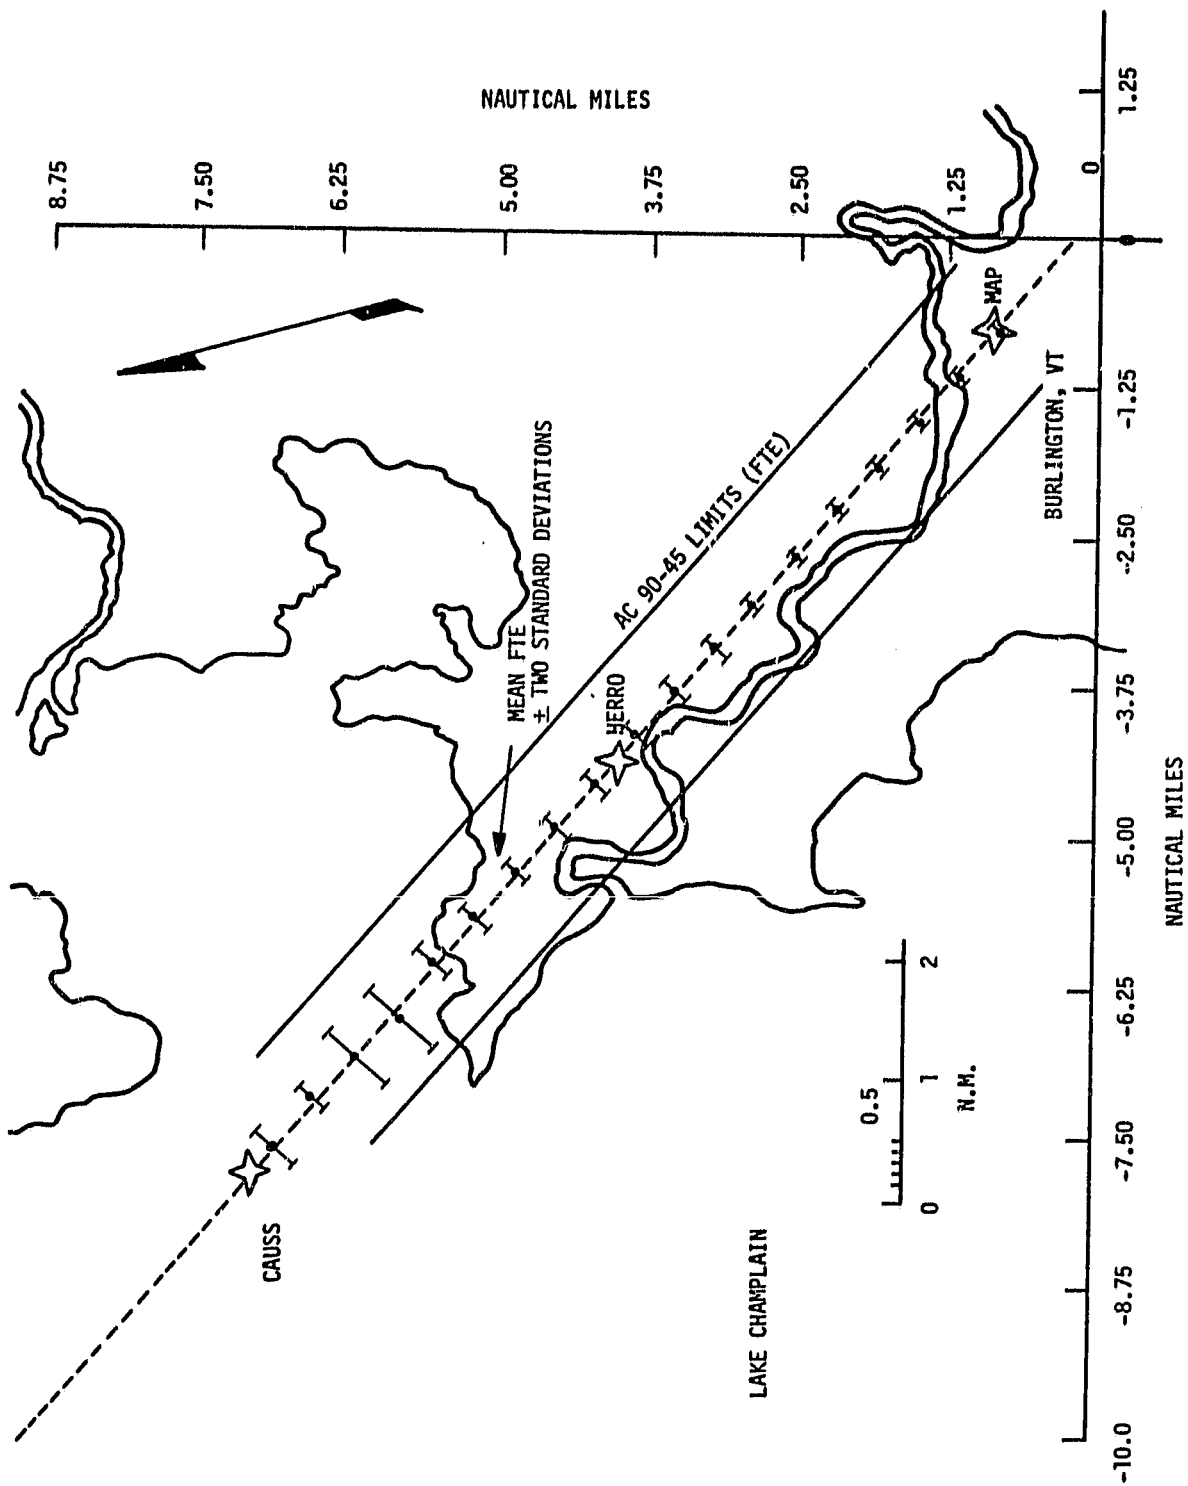 NAUTICAL MILES
8.75
7.50
6.25
5.00
3.75
2.50
1.25
0
1.25
0
-1.25
-2.50
-3.75
-5.00
-6.25
-7.50
-8.75
-10.0
NAUTICAL MILES
MEAN FTE
± TWO STANDARD DEVIATIONS
AC 90-45 LIMITS (FTE)
MAP
BURLINGTON, VT
HERRO
CAUSS
LAKE CHAMPLAIN
0.5
0 1 2
N.M.